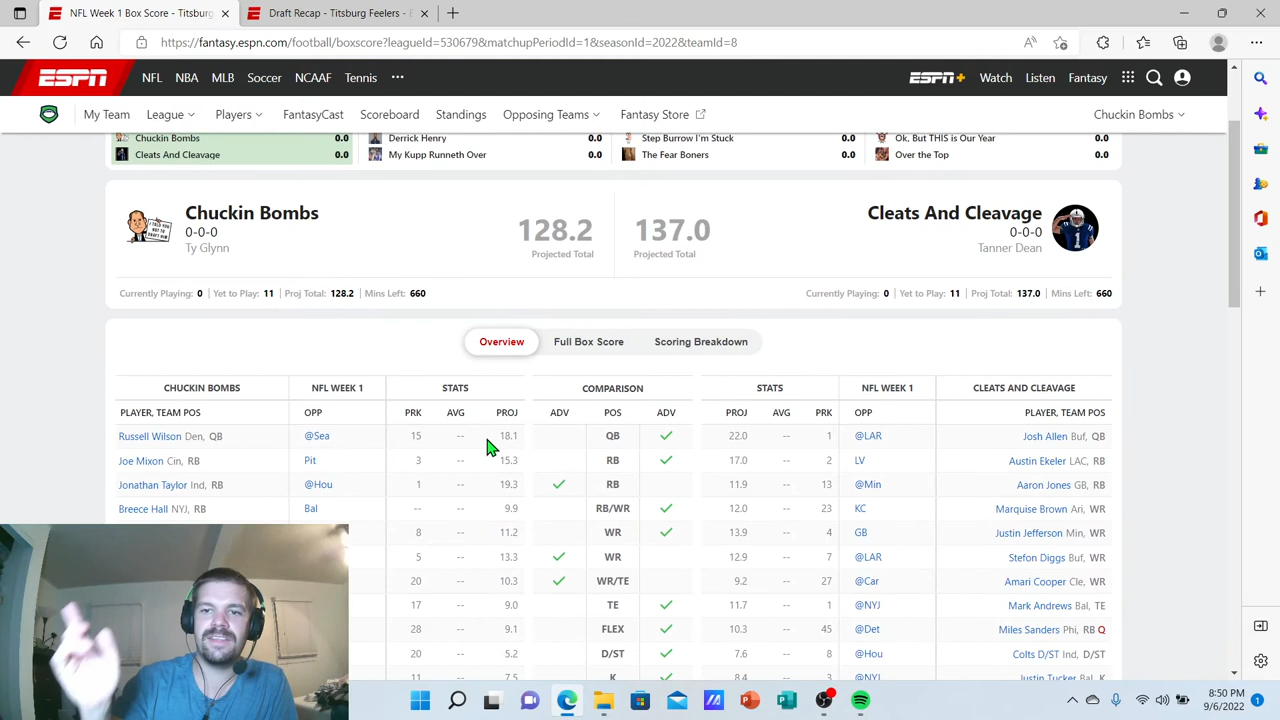 NFL Week 1 Box Score - Titsburg
Draft Recap - Titsburg Feelers - E
https://fantasy.espn.com/football/boxscore?leagueId=530679&matchupPeriodId=1&seasonId=2022&teamId=8
ESPN NFL NBA MLB Soccer NCAAF Tennis ••• ESPN+ Watch Listen Fantasy
My Team League Players FantasyCast Scoreboard Standings Opposing Teams Fantasy Store Chuckin Bombs
Chuckin Bombs 0.0 Derrick Henry 0.0 Step Burrow I'm Stuck 0.0 Ok, But THIS is Our Year 0.0
Cleats And Cleavage 0.0 My Kupp Runneth Over 0.0 The Fear Boners 0.0 Over the Top 0.0
Chuckin Bombs 128.2 137.0 Cleats And Cleavage
0-0-0 0-0-0
Ty Glynn Projected Total Projected Total Tanner Dean
Currently Playing: 0 | Yet to Play: 11 | Proj Total: 128.2 | Mins Left: 660 Currently Playing: 0 | Yet to Play: 11 | Proj Total: 137.0 | Mins Left: 660
Overview Full Box Score Scoring Breakdown
CHUCKIN BOMBS NFL WEEK 1 STATS COMPARISON STATS NFL WEEK 1 CLEATS AND CLEAVAGE
PLAYER, TEAM POS OPP PRK AVG PROJ ADV POS ADV PROJ AVG PRK OPP PLAYER, TEAM POS
Russell Wilson Den, QB @Sea 15 -- 18.1 QB 22.0 -- 1 @LAR Josh Allen Buf, QB
Joe Mixon Cin, RB Pit 3 -- 15.3 RB 17.0 -- 2 LV Austin Ekeler LAC, RB
Jonathan Taylor Ind, RB @Hou 1 -- 19.3 RB 11.9 -- 13 @Min Aaron Jones GB, RB
Breece Hall NYJ, RB Bal -- -- 9.9 RB/WR 12.0 -- 23 KC Marquise Brown Ari, WR
8 -- 11.2 WR 13.9 -- 4 GB Justin Jefferson Min, WR
5 -- 13.3 WR 12.9 -- 7 @LAR Stefon Diggs Buf, WR
20 -- 10.3 WR/TE 9.2 -- 27 @Car Amari Cooper Cle, WR
17 -- 9.0 TE 11.7 -- 1 @NYJ Mark Andrews Bal, TE
28 -- 9.1 FLEX 10.3 -- 45 @Det Miles Sanders Phi, RB Q
20 -- 5.2 D/ST 7.6 -- 8 @Hou Colts D/ST Ind, D/ST
11 -- 7.5 K 8.4 -- 3 @NYJ Justin Tucker Bal, K
8:50 PM
9/6/2022